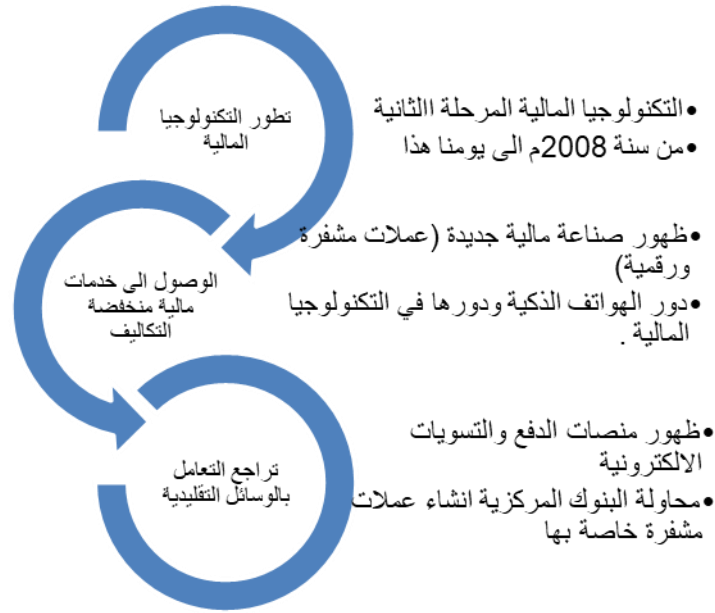 تطور التكنولوجيا
المالية
•التكنولوجيا المالية المرحلة االثانية
•من سنة 2008م الى يومنا هذا
الوصول الى خدمات
مالية منخفضة
التكاليف
•ظهور صناعة مالية جديدة (عملات مشفرة
ورقمية)
•دور الهواتف الذكية ودورها في التكنولوجيا
المالية .
تراجع التعامل
بالوسائل التقليدية
•ظهور منصات الدفع والتسويات
الالكترونية
•محاولة البنوك المركزية انشاء عملات
مشفرة خاصة بها